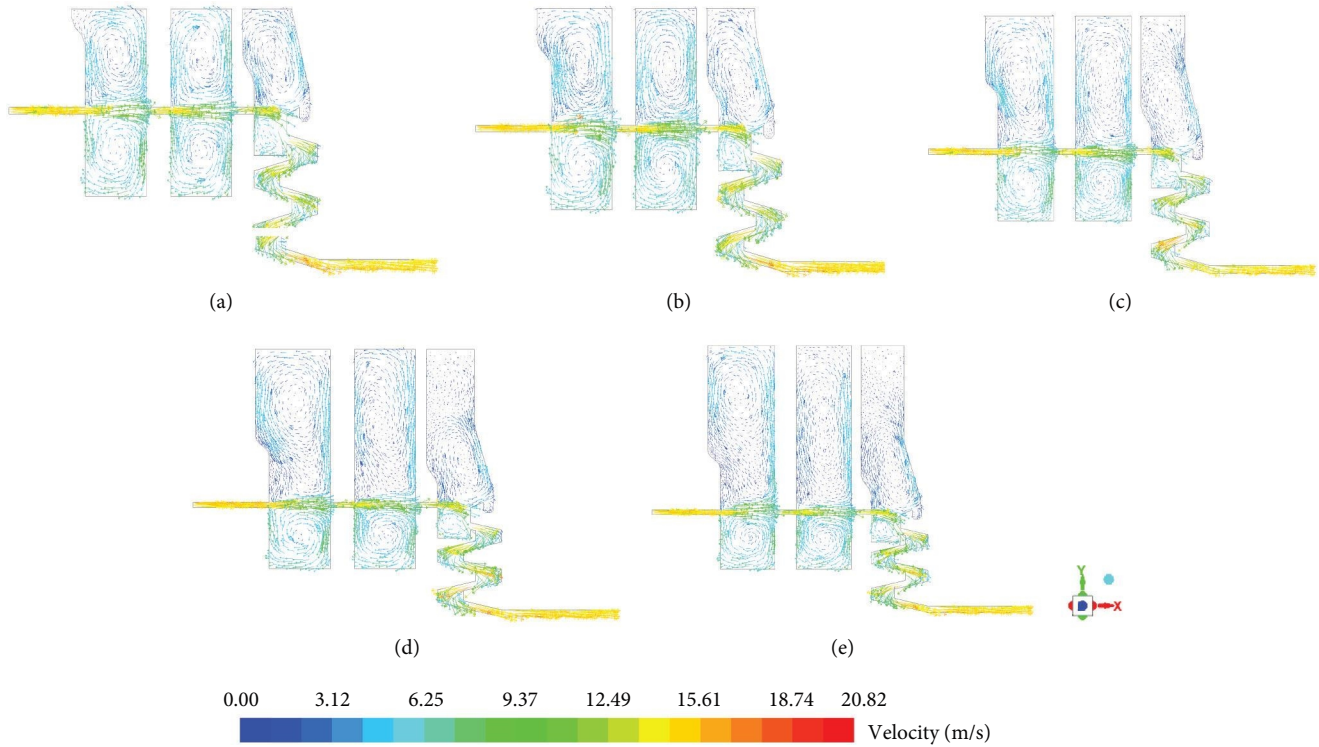 (a)
(b)
(c)
(d)
(e)
Y
X
0.00 3.12 6.25 9.37 12.49 15.61 18.74 20.82
Velocity (m/s)